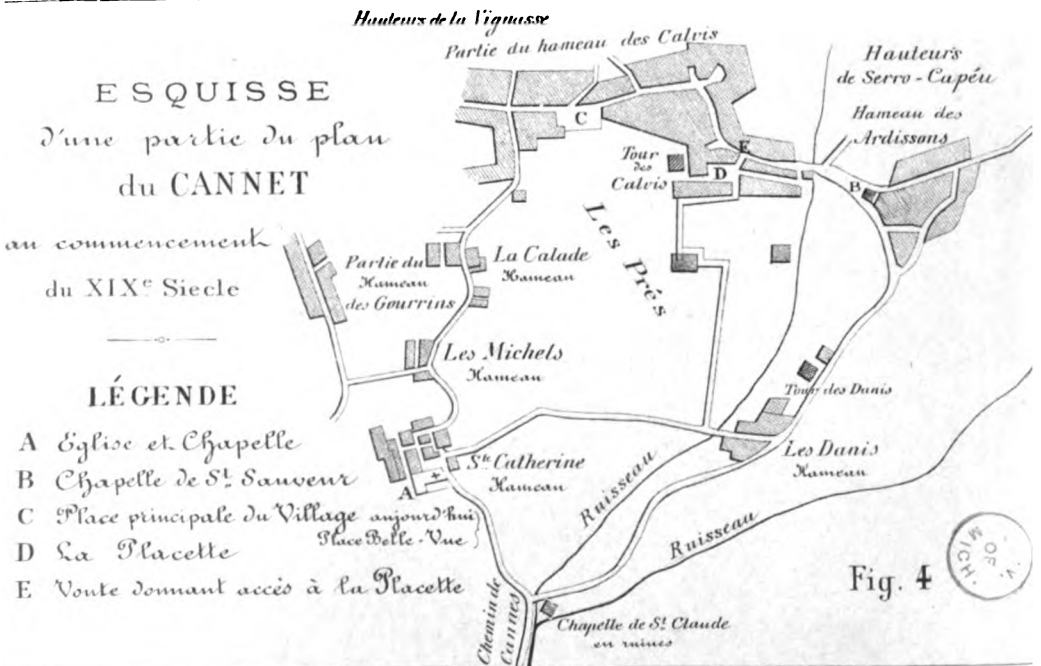 Hauteurs de la Vignasse
Partie du hameau des Calvis
Hauteurs
de Serro-Capéu
Hameau des
Ardissons
ESQUISSE
d'une partie du plan
du CANNET
au commencement
du XIXe Siecle
C
Tour
des
Calvis
E
D
B
Les Prés
Partie du
Hameau
des Gourrins
La Calade
Hameau
Les Michels
Hameau
Tour des Danis
Les Danis
Hameau
Ste Catherine
Hameau
A
Ruisseau
Ruisseau
Chemin de
Cannes
Chapelle de St Claude
en ruines
LÉGENDE
A Eglise et Chapelle
B Chapelle de St Sauveur
C Place principale du Village aujourd'hui
Place Belle-Vue
D La Placette
E Voute donnant accès à la Placette
Fig. 4
V. OF MICH.